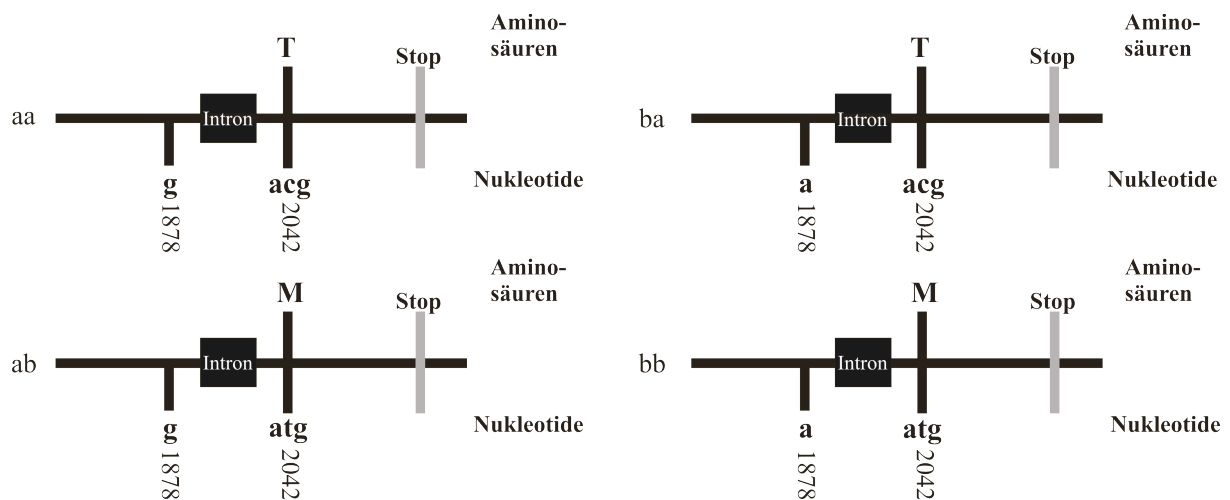 Amino-
säuren
T
Stop
aa
Intron
g
1878
acg
2042
Nukleotide
Amino-
säuren
T
Stop
ba
Intron
a
1878
acg
2042
Nukleotide
Amino-
säuren
M
Stop
ab
Intron
g
1878
atg
2042
Nukleotide
Amino-
säuren
M
Stop
bb
Intron
a
1878
atg
2042
Nukleotide